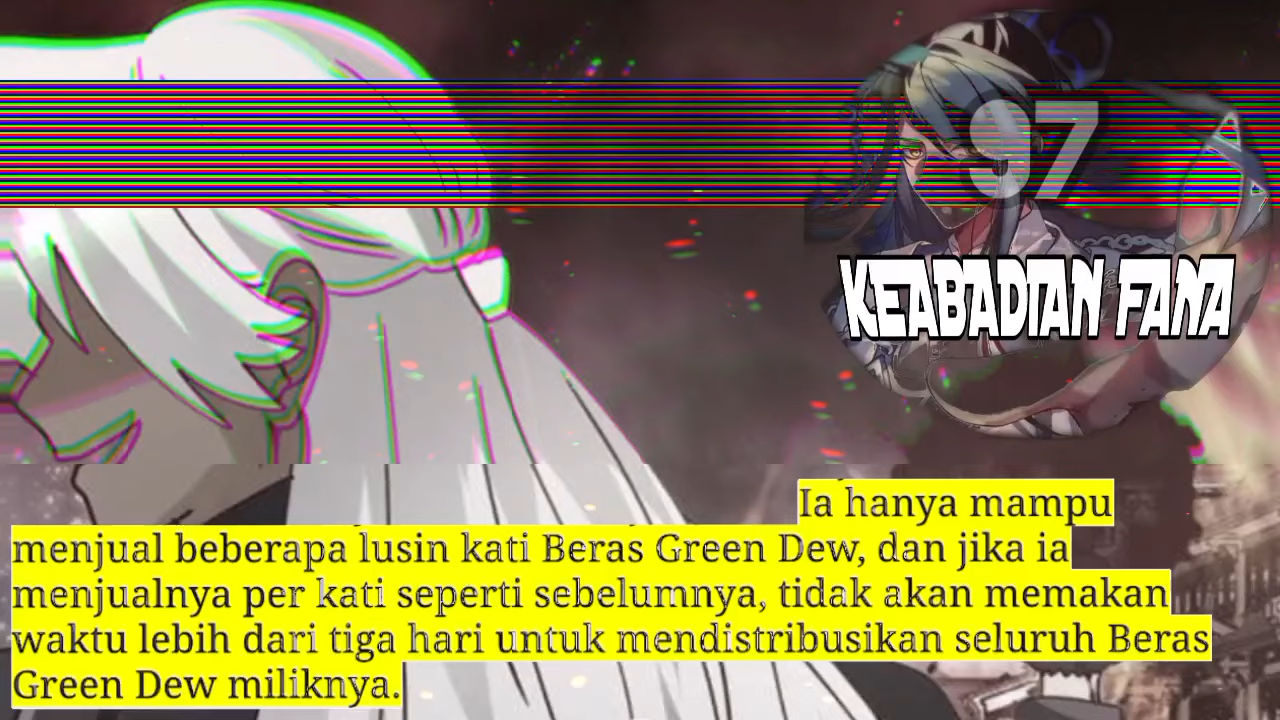 97
KEABADIAN FANA
Ia hanya mampu
menjual beberapa lusin kati Beras Green Dew, dan jika ia
menjualnya per kati seperti sebelumnya, tidak akan memakan
waktu lebih dari tiga hari untuk mendistribusikan seluruh Beras
Green Dew miliknya.